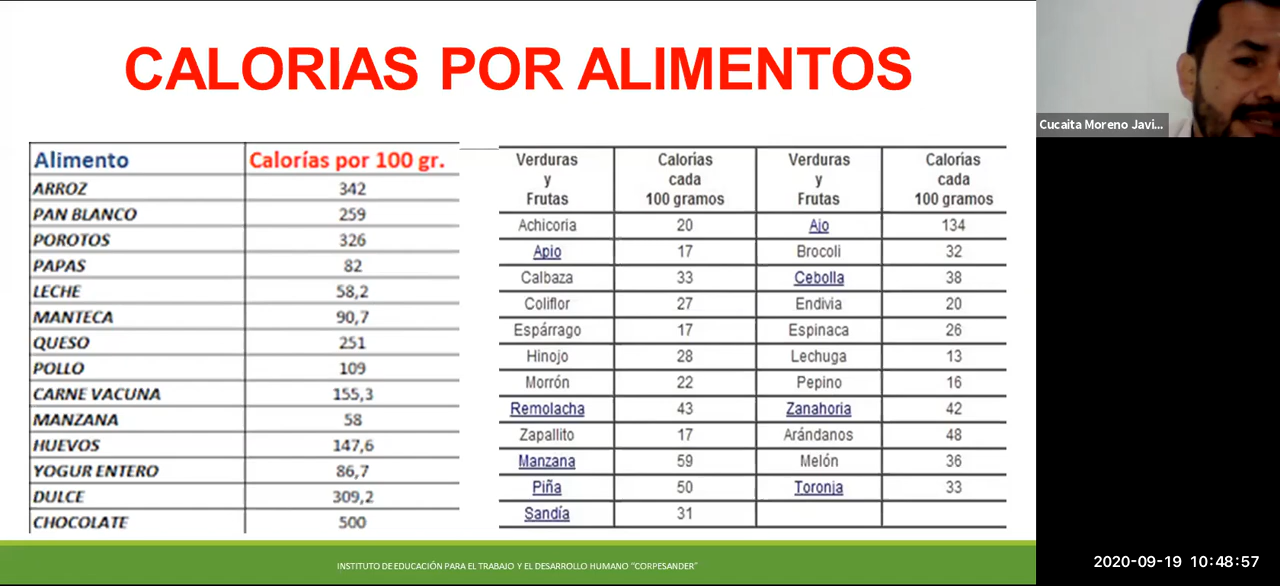 CALORIAS POR ALIMENTOS
Cucaita Moreno Javi...
Alimento Calorías por 100 gr.
ARROZ 342
PAN BLANCO 259
POROTOS 326
PAPAS 82
LECHE 58,2
MANTECA 90,7
QUESO 251
POLLO 109
CARNE VACUNA 155,3
MANZANA 58
HUEVOS 147,6
YOGUR ENTERO 86,7
DULCE 309,2
CHOCOLATE 500
Verduras Calorías Verduras Calorías
y cada y cada
Frutas 100 gramos Frutas 100 gramos
Achicoria 20 Ajo 134
Apio 17 Brocoli 32
Calbaza 33 Cebolla 38
Coliflor 27 Endivia 20
Espárrago 17 Espinaca 26
Hinojo 28 Lechuga 13
Morrón 22 Pepino 16
Remolacha 43 Zanahoria 42
Zapallito 17 Arándanos 48
Manzana 59 Melón 36
Piña 50 Toronja 33
Sandía 31
INSTITUTO DE EDUCACIÓN PARA EL TRABAJO Y EL DESARROLLO HUMANO "CORPESANDER"
2020-09-19 10:48:57